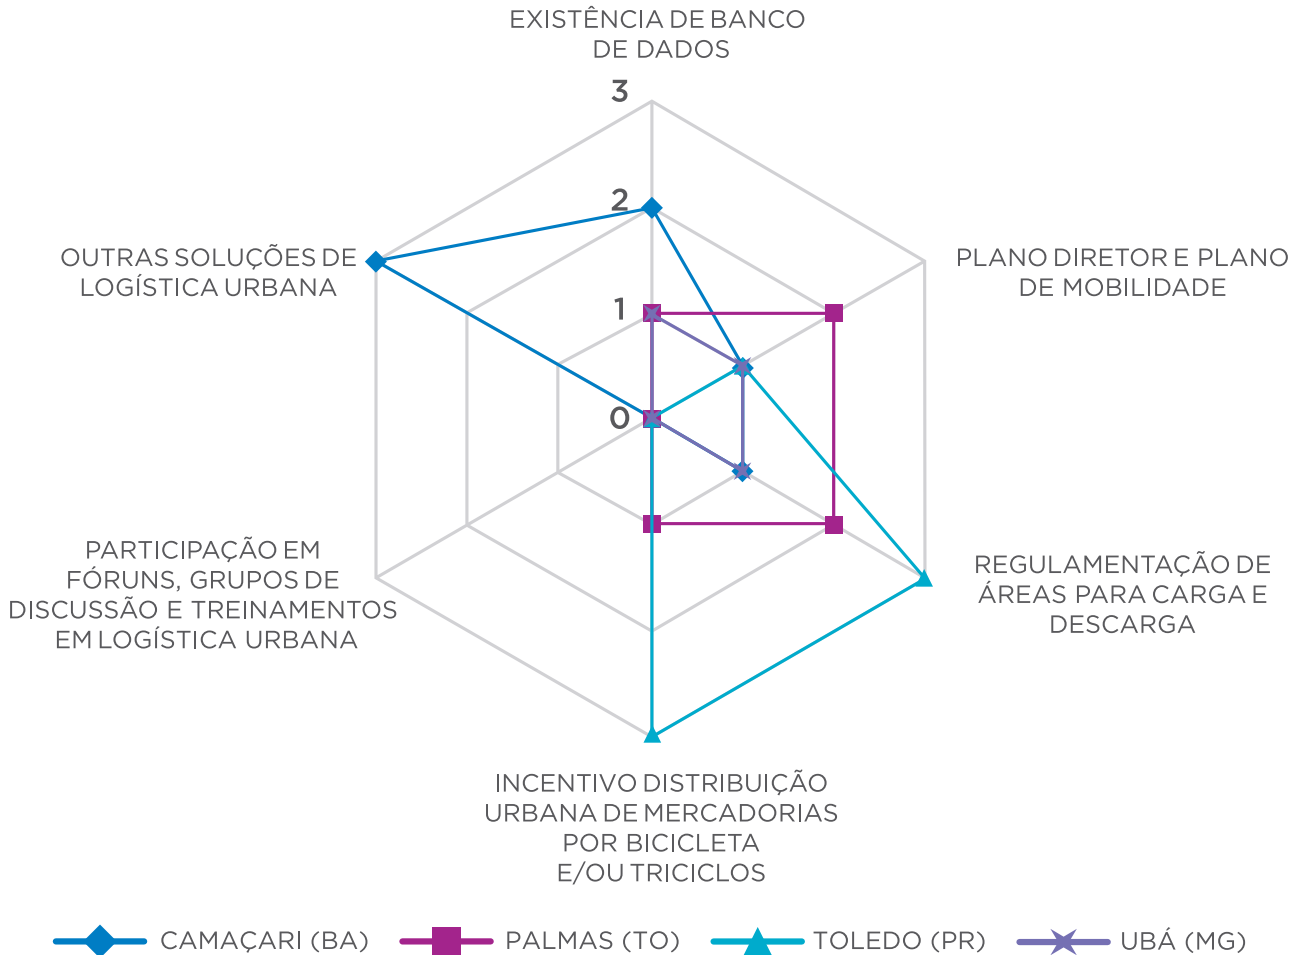 EXISTÊNCIA DE BANCO
DE DADOS
3
2
1
0
OUTRAS SOLUÇÕES DE
LOGÍSTICA URBANA
PLANO DIRETOR E PLANO
DE MOBILIDADE
PARTICIPAÇÃO EM
FÓRUNS, GRUPOS DE
DISCUSSÃO E TREINAMENTOS
EM LOGÍSTICA URBANA
REGULAMENTAÇÃO DE
ÁREAS PARA CARGA E
DESCARGA
INCENTIVO DISTRIBUIÇÃO
URBANA DE MERCADORIAS
POR BICICLETA
E/OU TRICICLOS
CAMAÇARI (BA) PALMAS (TO) TOLEDO (PR) UBÁ (MG)